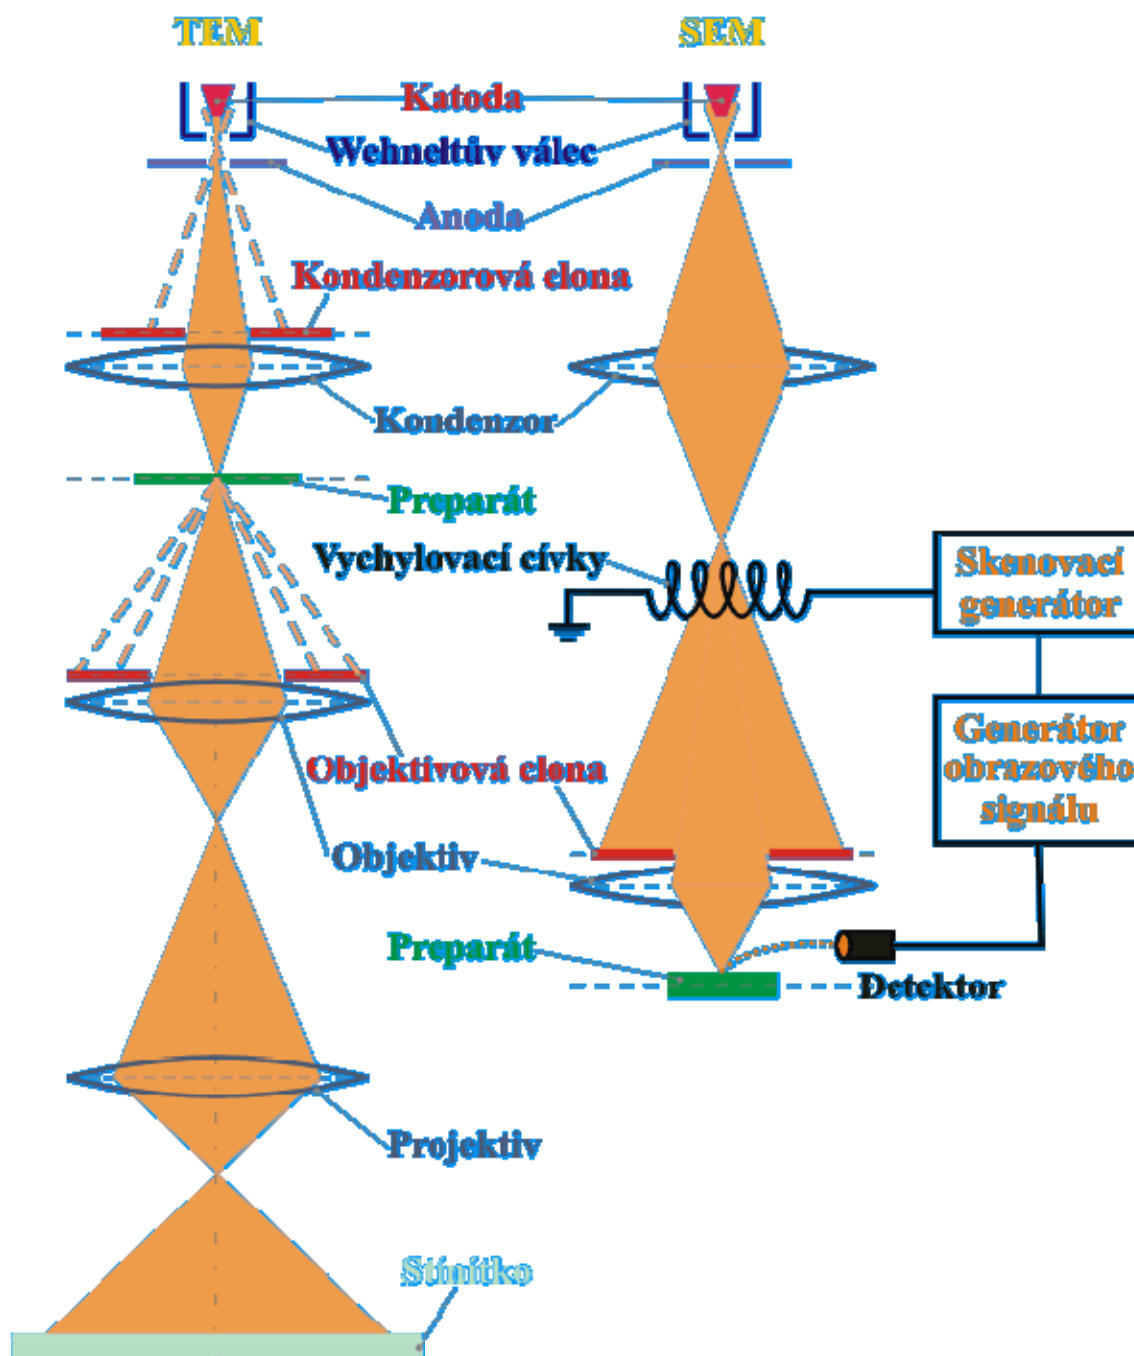 TEM
SEM
Katoda
Wehneltův válec
Anoda
Kondenzorová clona
Kondenzor
Preparát
Vychylovací cívky
Skenovací
generátor
Generátor
obrazového
signálu
Objektivová clona
Objektiv
Preparát
Detektor
Projektiv
Stínítko